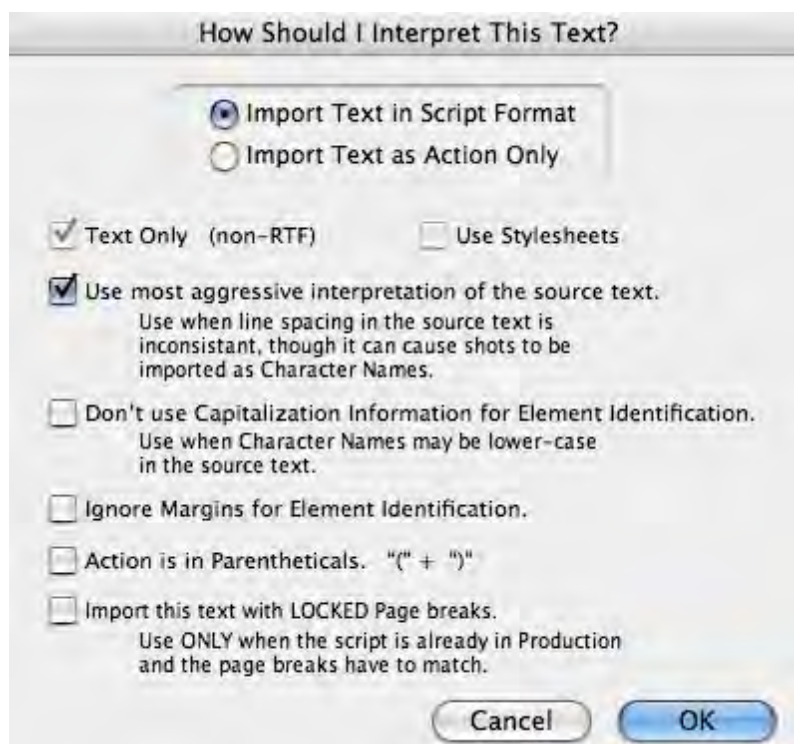 How Should I Interpret This Text?
Import Text in Script Format
Import Text as Action Only
Text Only (non-RTF) Use Stylesheets
Use most aggressive interpretation of the source text.
Use when line spacing in the source text is
inconsistant, though it can cause shots to be
imported as Character Names.
Don't use Capitalization Information for Element Identification.
Use when Character Names may be lower-case
in the source text.
Ignore Margins for Element Identification.
Action is in Parentheticals. "(" + ")"
Import this text with LOCKED Page breaks.
Use ONLY when the script is already in Production
and the page breaks have to match.
Cancel OK